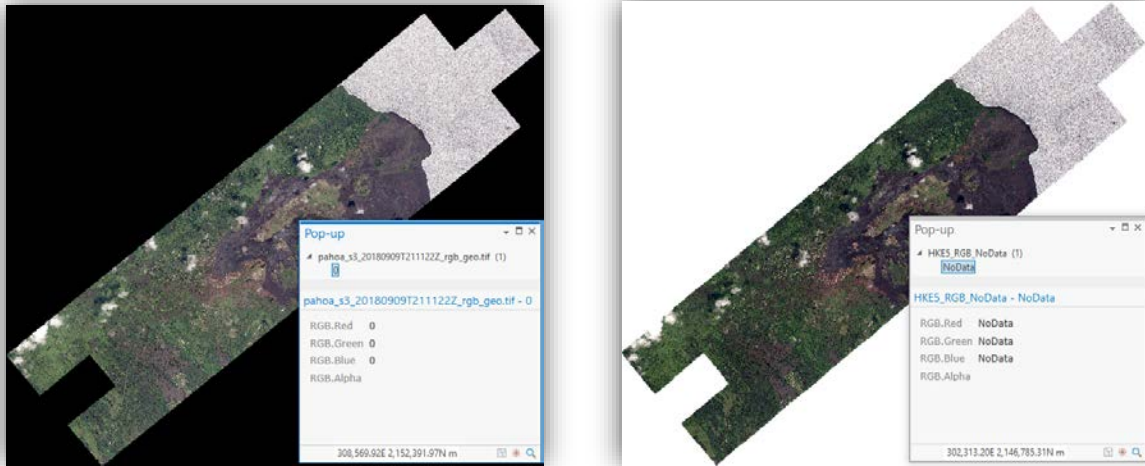 Pop-up
pahoa_s3_20180909T211122Z_rgb_geo.tif (1)
0
pahoa_s3_20180909T211122Z_rgb_geo.tif - 0
RGB.Red 0
RGB.Green 0
RGB.Blue 0
RGB.Alpha
308,569.92E 2,152,391.97N m
Pop-up
HKES_RGB_NoData (1)
NoData
HKES_RGB_NoData - NoData
RGB.Red NoData
RGB.Green NoData
RGB.Blue NoData
RGB.Alpha
302,313.20E 2,146,785.31N m